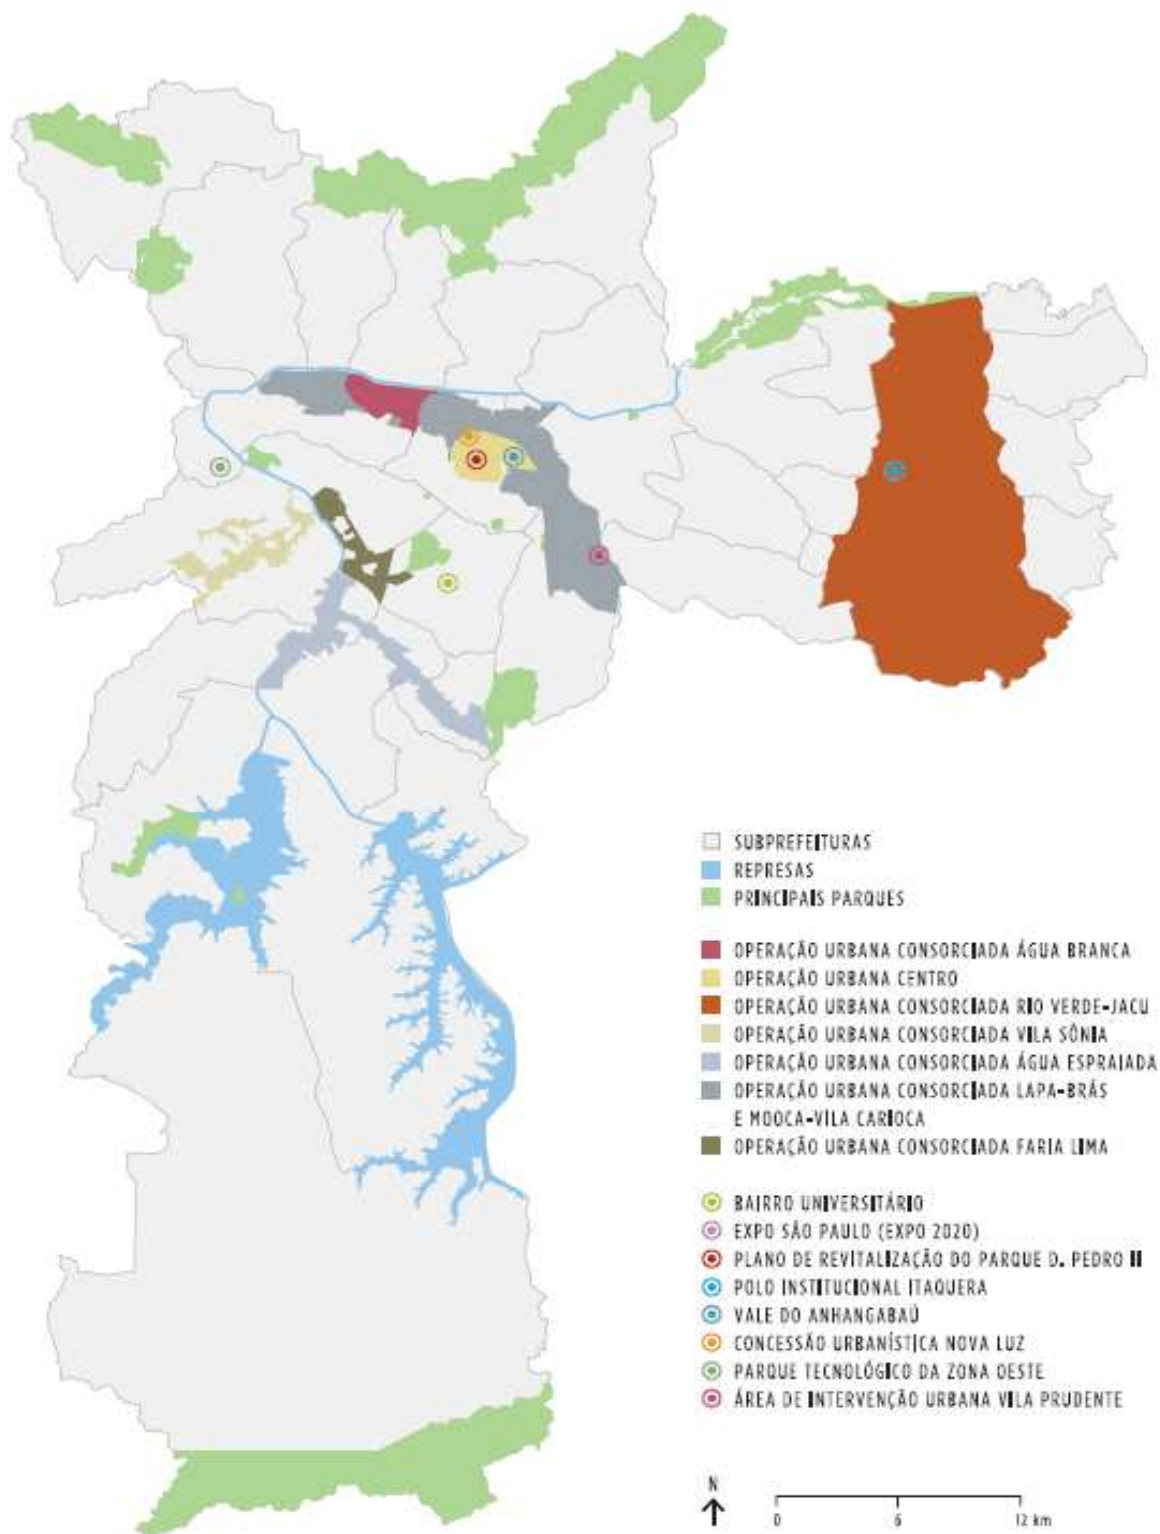 SUBPREFEITURAS
REPRESAS
PRINCIPAIS PARQUES
OPERAÇÃO URBANA CONSORCIADA ÁGUA BRANCA
OPERAÇÃO URBANA CENTRO
OPERAÇÃO URBANA CONSORCIADA RIO VERDE-JACU
OPERAÇÃO URBANA CONSORCIADA VILA SÔNIA
OPERAÇÃO URBANA CONSORCIADA ÁGUA ESPRAIADA
OPERAÇÃO URBANA CONSORCIADA LAPA-BRÁS
E MOOCA-VILA CARIOCA
OPERAÇÃO URBANA CONSORCIADA FARIA LIMA
BAIRRO UNIVERSITÁRIO
EXPO SÃO PAULO (EXPO 2020)
PLANO DE REVITALIZAÇÃO DO PARQUE D. PEDRO II
POLO INSTITUCIONAL ITAQUERA
VALE DO ANHANGABAÚ
CONCESSÃO URBANÍSTICA NOVA LUZ
PARQUE TECNOLÓGICO DA ZONA OESTE
ÁREA DE INTERVENÇÃO URBANA VILA PRUDENTE
N
0 6 12 km